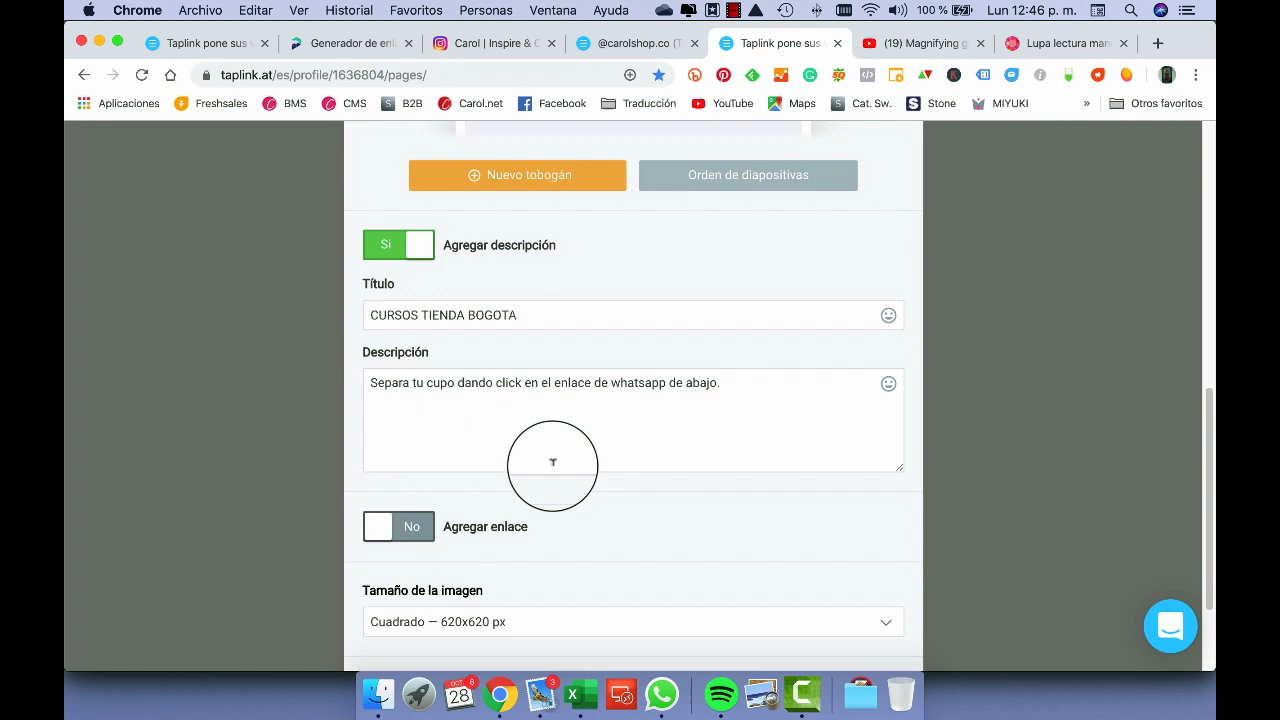 Chrome Archivo Editar Ver Historial Favoritos Personas Ventana Ayuda 100 % Lun 12:46 p. m.
Taplink pone sus Generador de en Carol | Inspire & C @carolshop.co (T Taplink pone sus (19) Magnifying g Lupa lectura man
taplink.at/es/profile/1636804/pages/
Aplicaciones Freshsales BMS CMS B2B Carol.net Facebook Traducción YouTube Maps Cat. Sw. Stone MIYUKI » Otros favoritos
Nuevo tobogán Orden de diapositivas
Si Agregar descripción
Título
CURSOS TIENDA BOGOTA
Descripción
Separa tu cupo dando click en el enlace de whatsapp de abajo.
No Agregar enlace
Tamaño de la imagen
Cuadrado — 620x620 px
OCT 28 6 3